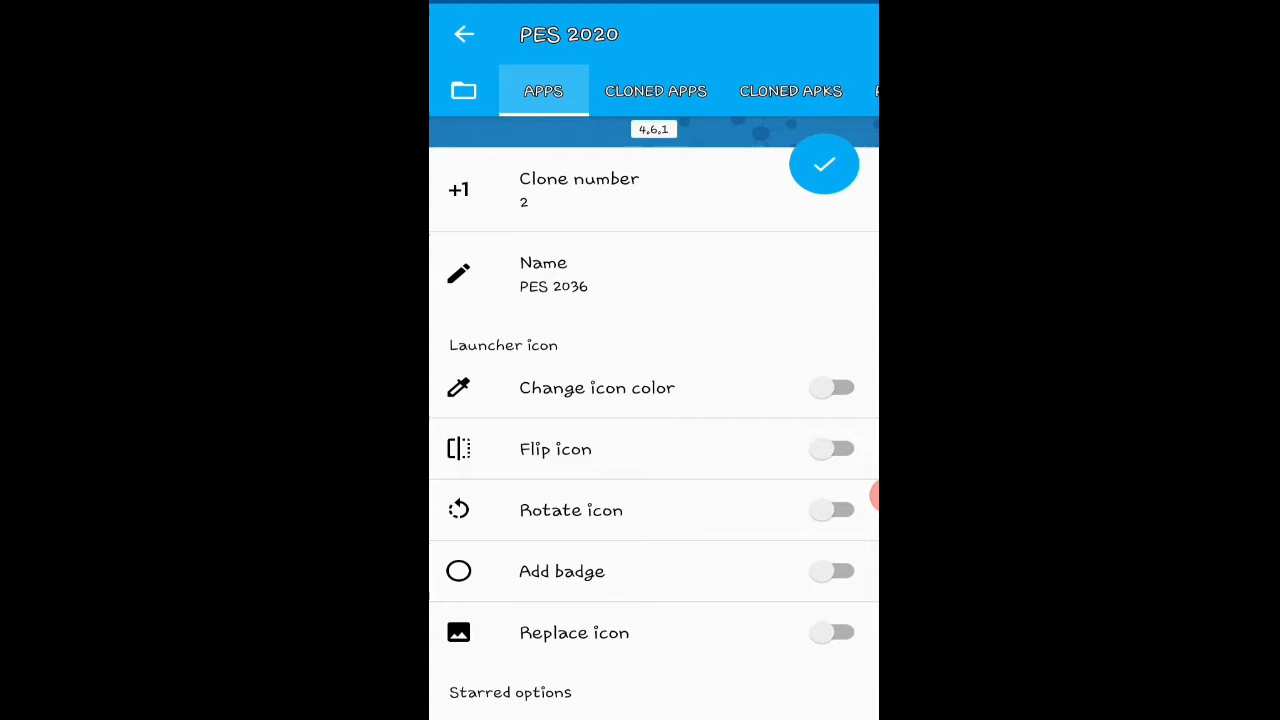 PES 2020
APPS CLONED APPS CLONED APKS
4.6.1
+1 Clone number
2
Name
PES 2036
Launcher icon
Change icon color
Flip icon
Rotate icon
Add badge
Replace icon
Starred options